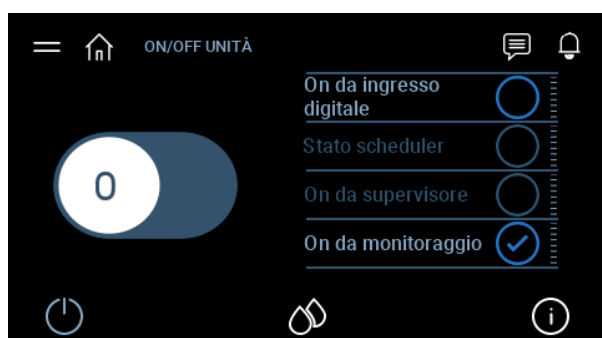 ON/OFF UNITÀ
On da ingresso
digitale
Stato scheduler
0
On da supervisore
On da monitoraggio
i